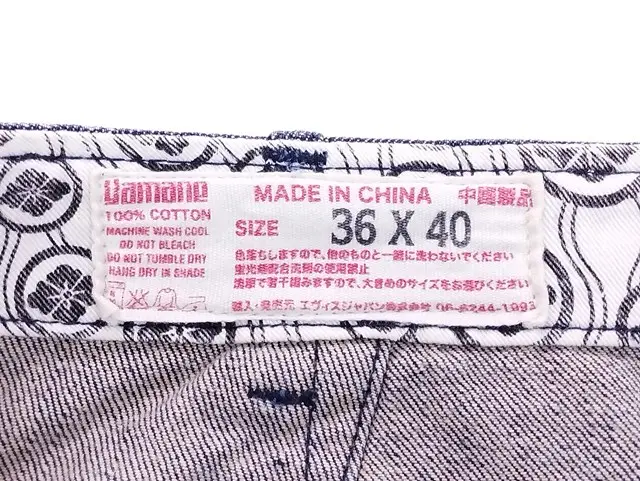 Yamane
MADE IN CHINA 中國製品
100% COTTON
MACHINE WASH COOL
DO NOT BLEACH
DO NOT TUMBLE DRY
HANG DRY IN SHADE
SIZE 36 X 40
色落ちしますので、他のものと一緒に洗わないでください
蛍光剤配合洗剤の使用禁止
洗濯で若干縮みますので、大きめのサイズをお選びください
輸入・発売元 エヴィスジャパン株式会社 06-6244-1993